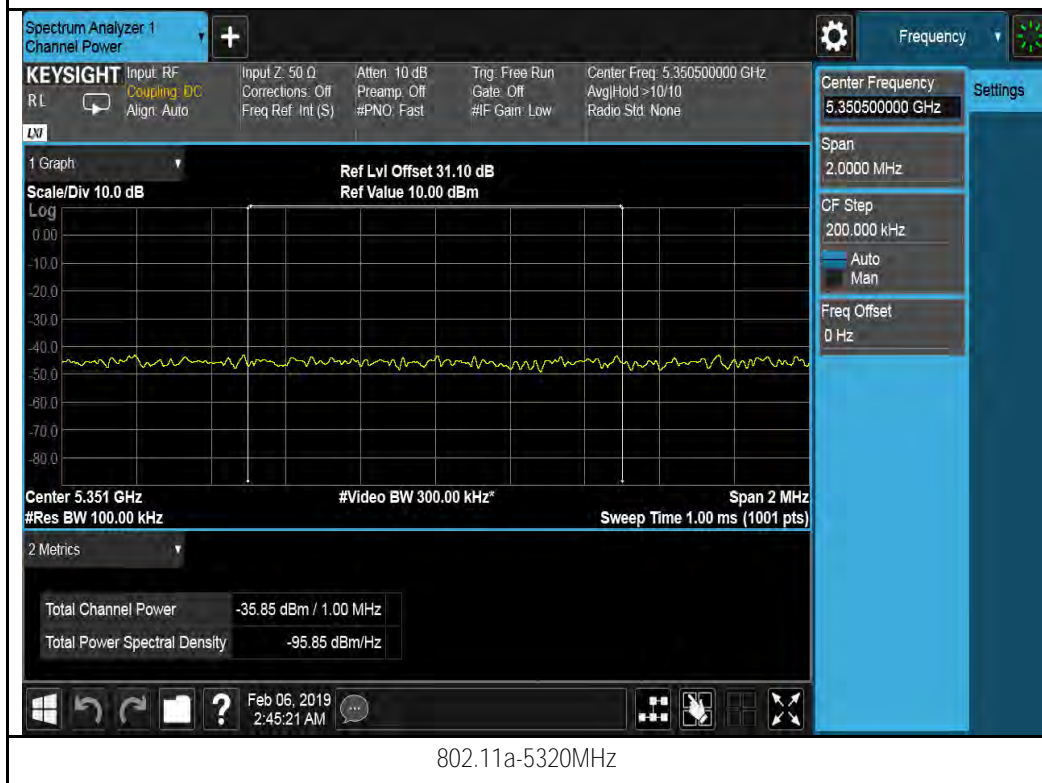 Spectrum Analyzer 1
Channel Power
+
Frequency
KEYSIGHT
RL
LXI
Input: RF
Coupling: DC
Align: Auto
Input Z: 50 Ω
Corrections: Off
Freq Ref: Int (S)
Atten: 10 dB
Preamp: Off
#PNO: Fast
Trig: Free Run
Gate: Off
#IF Gain: Low
Center Freq: 5.350500000 GHz
Avg|Hold >10/10
Radio Std: None
Center Frequency
5.350500000 GHz
Settings
Span
2.0000 MHz
CF Step
200.000 kHz
Auto
Man
Freq Offset
0 Hz
1 Graph
Scale/Div 10.0 dB
Ref Lvl Offset 31.10 dB
Ref Value 10.00 dBm
Log
0.00
-10.0
-20.0
-30.0
-40.0
-50.0
-60.0
-70.0
-80.0
Center 5.351 GHz
#Video BW 300.00 kHz*
Span 2 MHz
#Res BW 100.00 kHz
Sweep Time 1.00 ms (1001 pts)
2 Metrics
Total Channel Power -35.85 dBm / 1.00 MHz
Total Power Spectral Density -95.85 dBm/Hz
?
Feb 06, 2019
2:45:21 AM
802.11a-5320MHz